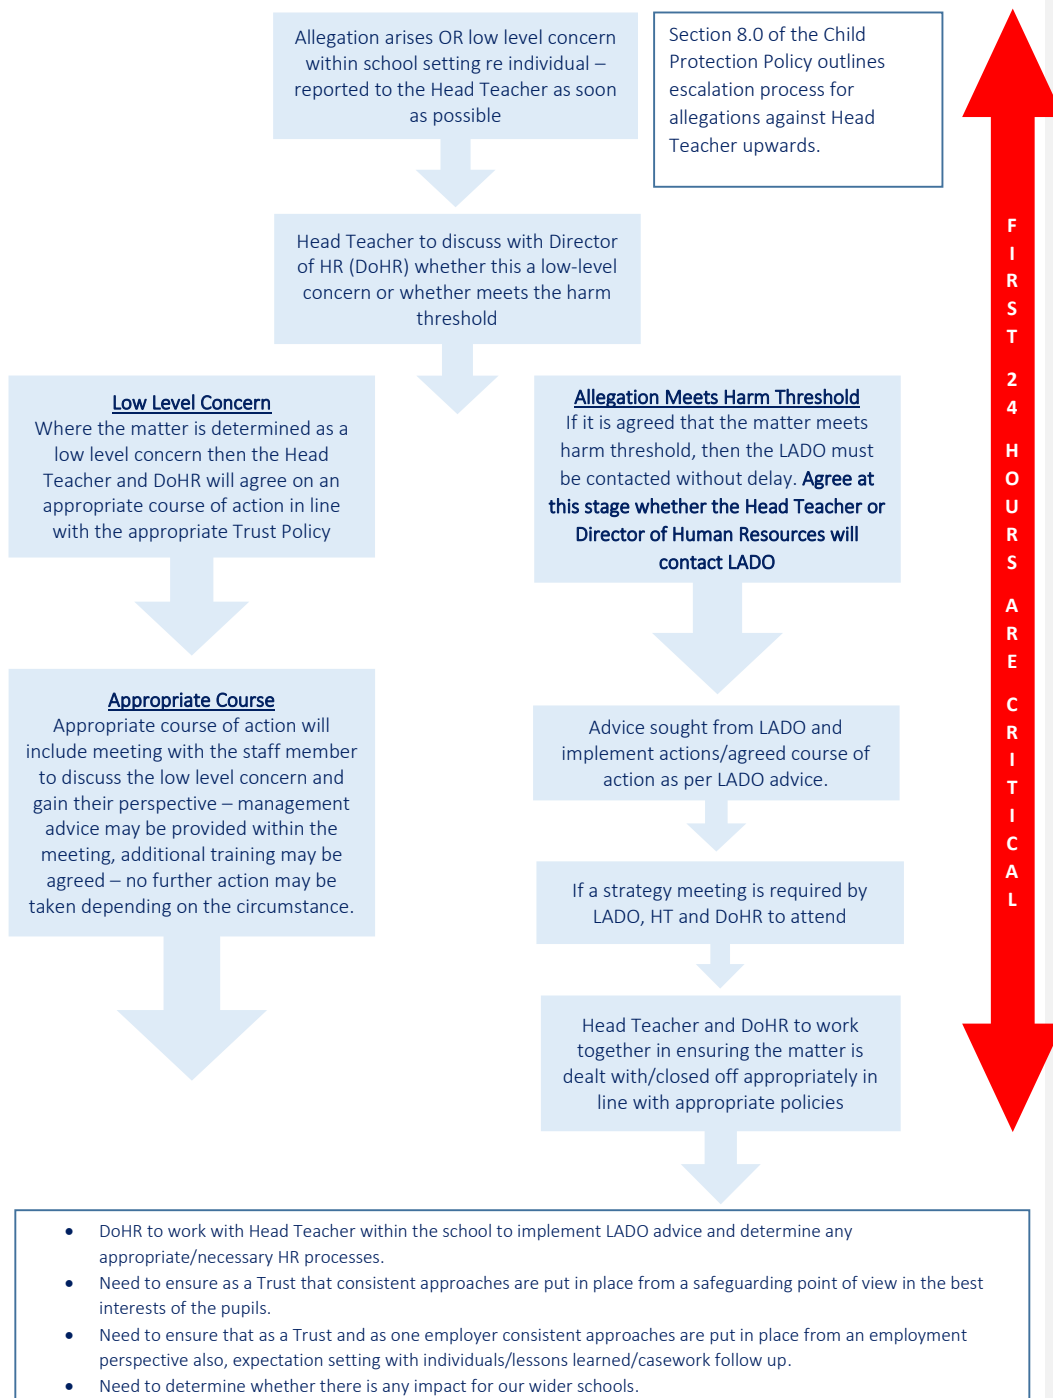 Allegation arises OR low level concern
within school setting re individual –
reported to the Head Teacher as soon
as possible
Section 8.0 of the Child
Protection Policy outlines
escalation process for
allegations against Head
Teacher upwards.
Head Teacher to discuss with Director
of HR (DoHR) whether this a low-level
concern or whether meets the harm
threshold
Low Level Concern
Where the matter is determined as a
low level concern then the Head
Teacher and DoHR will agree on an
appropriate course of action in line
with the appropriate Trust Policy
Allegation Meets Harm Threshold
If it is agreed that the matter meets
harm threshold, then the LADO must
be contacted without delay. Agree at
this stage whether the Head Teacher or
Director of Human Resources will
contact LADO
Appropriate Course
Appropriate course of action will
include meeting with the staff member
to discuss the low level concern and
gain their perspective – management
advice may be provided within the
meeting, additional training may be
agreed – no further action may be
taken depending on the circumstance.
Advice sought from LADO and
implement actions/agreed course of
action as per LADO advice.
If a strategy meeting is required by
LADO, HT and DoHR to attend
Head Teacher and DoHR to work
together in ensuring the matter is
dealt with/closed off appropriately in
line with appropriate policies
FIRST 24 HOURS ARE CRITICAL
• DoHR to work with Head Teacher within the school to implement LADO advice and determine any
appropriate/necessary HR processes.
• Need to ensure as a Trust that consistent approaches are put in place from a safeguarding point of view in the best
interests of the pupils.
• Need to ensure that as a Trust and as one employer consistent approaches are put in place from an employment
perspective also, expectation setting with individuals/lessons learned/casework follow up.
• Need to determine whether there is any impact for our wider schools.